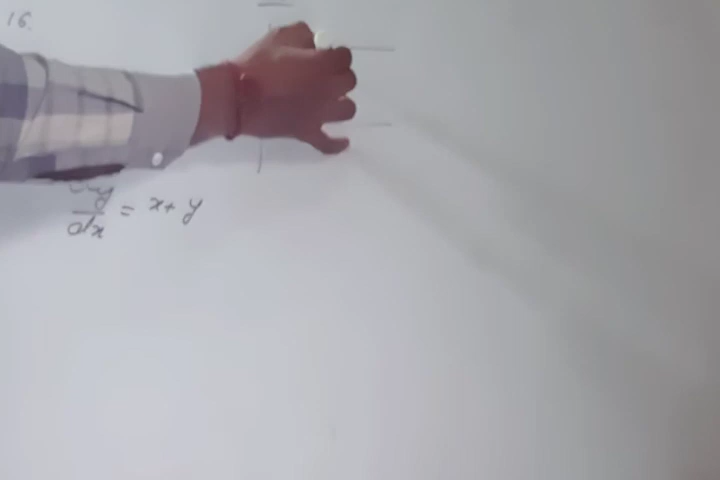 16.
dy/dx = x + y